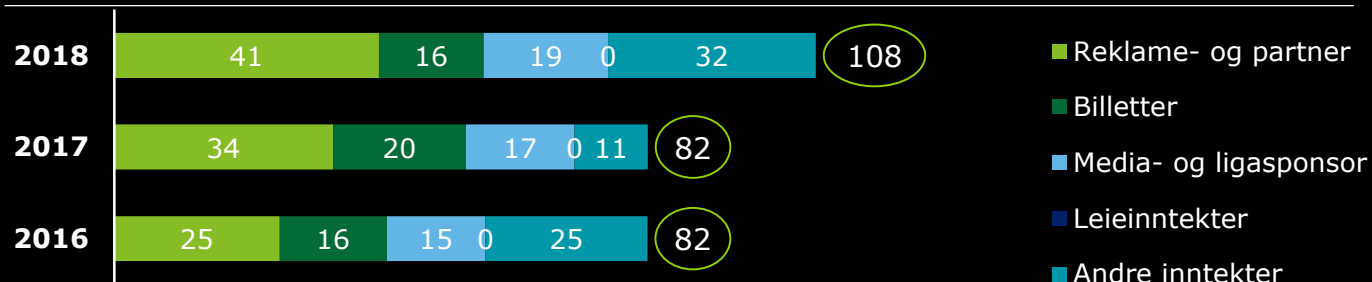 2018 41 16 19 0 32 108
2017 34 20 17 0 11 82
2016 25 16 15 0 25 82
Reklame- og partner
Billetter
Media- og ligasponsor
Leieinntekter
Andre inntekter